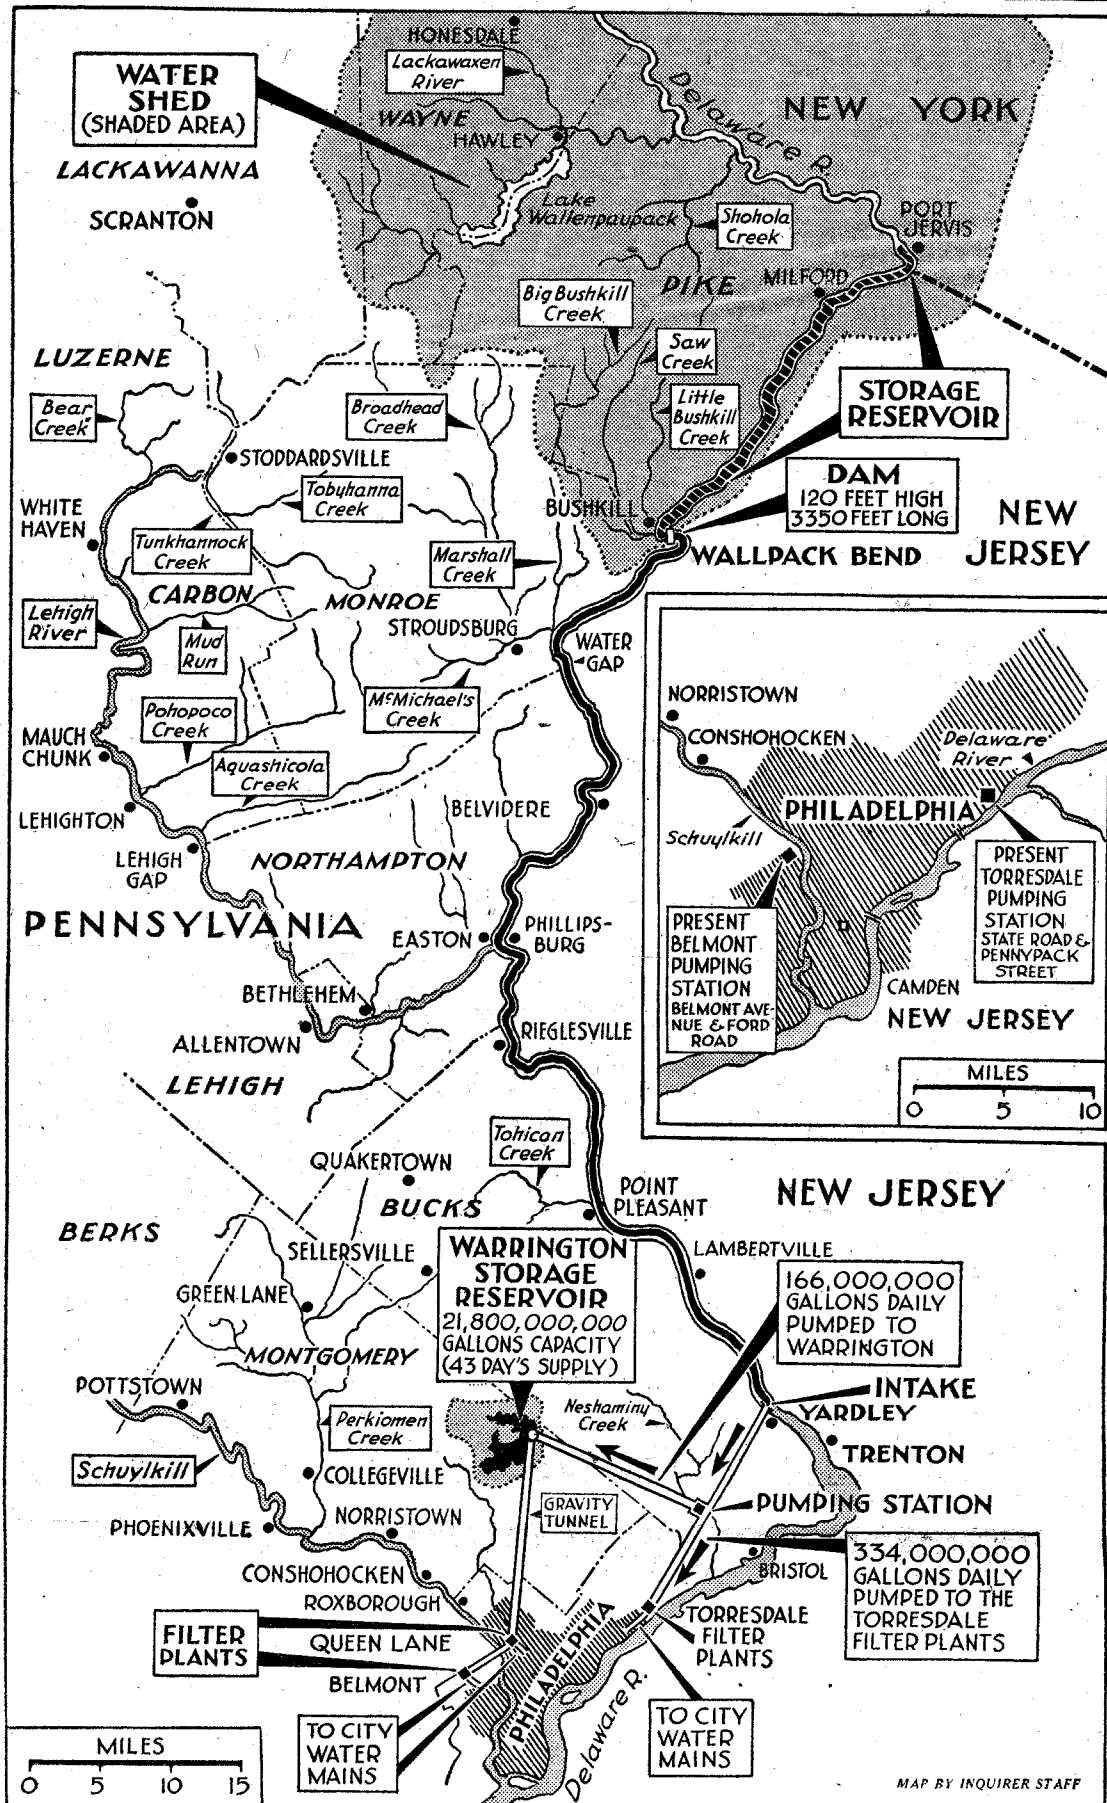 HONESDALE
Lackawaxen
River
WATER
SHED
(SHADED AREA)
WAYNE
HAWLEY
Delaware R.
NEW YORK
LACKAWANNA
SCRANTON
Lake
Wallenpaupack
Shohola
Creek
PORT
JERVIS
PIKE
MILFORD
Big Bushkill
Creek
Saw
Creek
LUZERNE
Bear
Creek
Broadhead
Creek
Little
Bushkill
Creek
STORAGE
RESERVOIR
STODDARDSVILLE
Tobyhanna
Creek
DAM
120 FEET HIGH
3350 FEET LONG
WHITE
HAVEN
BUSHKILL
NEW
JERSEY
Tunkhannock
Creek
Marshall
Creek
WALLPACK BEND
CARBON
MONROE
Lehigh
River
Mud
Run
STROUDSBURG
WATER
GAP
McMichael's
Creek
Pohopoco
Creek
MAUCH
CHUNK
Aquashicola
Creek
BELVIDERE
LEHIGHTON
LEHIGH
GAP
NORTHAMPTON
PENNSYLVANIA
EASTON
PHILLIPS-
BURG
BETHLEHEM
ALLENTOWN
RIEGLESVILLE
LEHIGH
NORRISTOWN
CONSHOHOCKEN
Delaware
River
PHILADELPHIA
Schuylkill
PRESENT
TORRESDALE
PUMPING
STATION
STATE ROAD &
PENNYPACK
STREET
PRESENT
BELMONT
PUMPING
STATION
BELMONT AVE-
NUE & FORD
ROAD
CAMDEN
NEW JERSEY
MILES
0 5 10
Tohican
Creek
QUAKERTOWN
BUCKS
POINT
PLEASANT
NEW JERSEY
BERKS
SELLERSVILLE
WARRINGTON
STORAGE
RESERVOIR
21,800,000,000
GALLONS CAPACITY
(43 DAY'S SUPPLY)
LAMBERTVILLE
166,000,000
GALLONS DAILY
PUMPED TO
WARRINGTON
GREEN LANE
MONTGOMERY
POTTSTOWN
Perkiomen
Creek
Neshaminy
Creek
INTAKE
YARDLEY
TRENTON
Schuylkill
COLLEGEVILLE
GRAVITY
TUNNEL
PUMPING STATION
PHOENIXVILLE
NORRISTOWN
CONSHOHOCKEN
BRISTOL
334,000,000
GALLONS DAILY
PUMPED TO THE
TORRESDALE
FILTER PLANTS
ROXBOROUGH
FILTER
PLANTS
QUEEN LANE
BELMONT
PHILADELPHIA
TORRESDALE
FILTER
PLANTS
Delaware R.
TO CITY
WATER
MAINS
TO CITY
WATER
MAINS
MILES
0 5 10 15
MAP BY INQUIRER STAFF